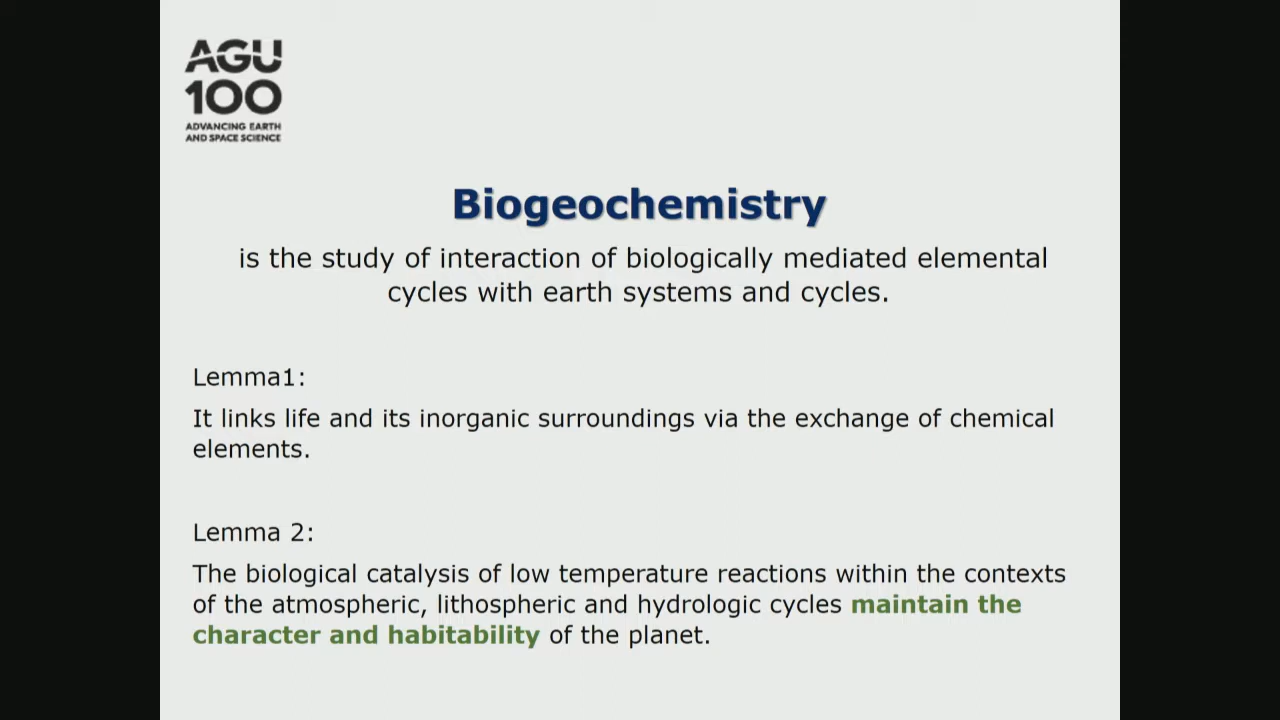 AGU
100
ADVANCING EARTH
AND SPACE SCIENCE
Biogeochemistry
is the study of interaction of biologically mediated elemental
cycles with earth systems and cycles.
Lemma1:
It links life and its inorganic surroundings via the exchange of chemical
elements.
Lemma 2:
The biological catalysis of low temperature reactions within the contexts
of the atmospheric, lithospheric and hydrologic cycles maintain the
character and habitability of the planet.